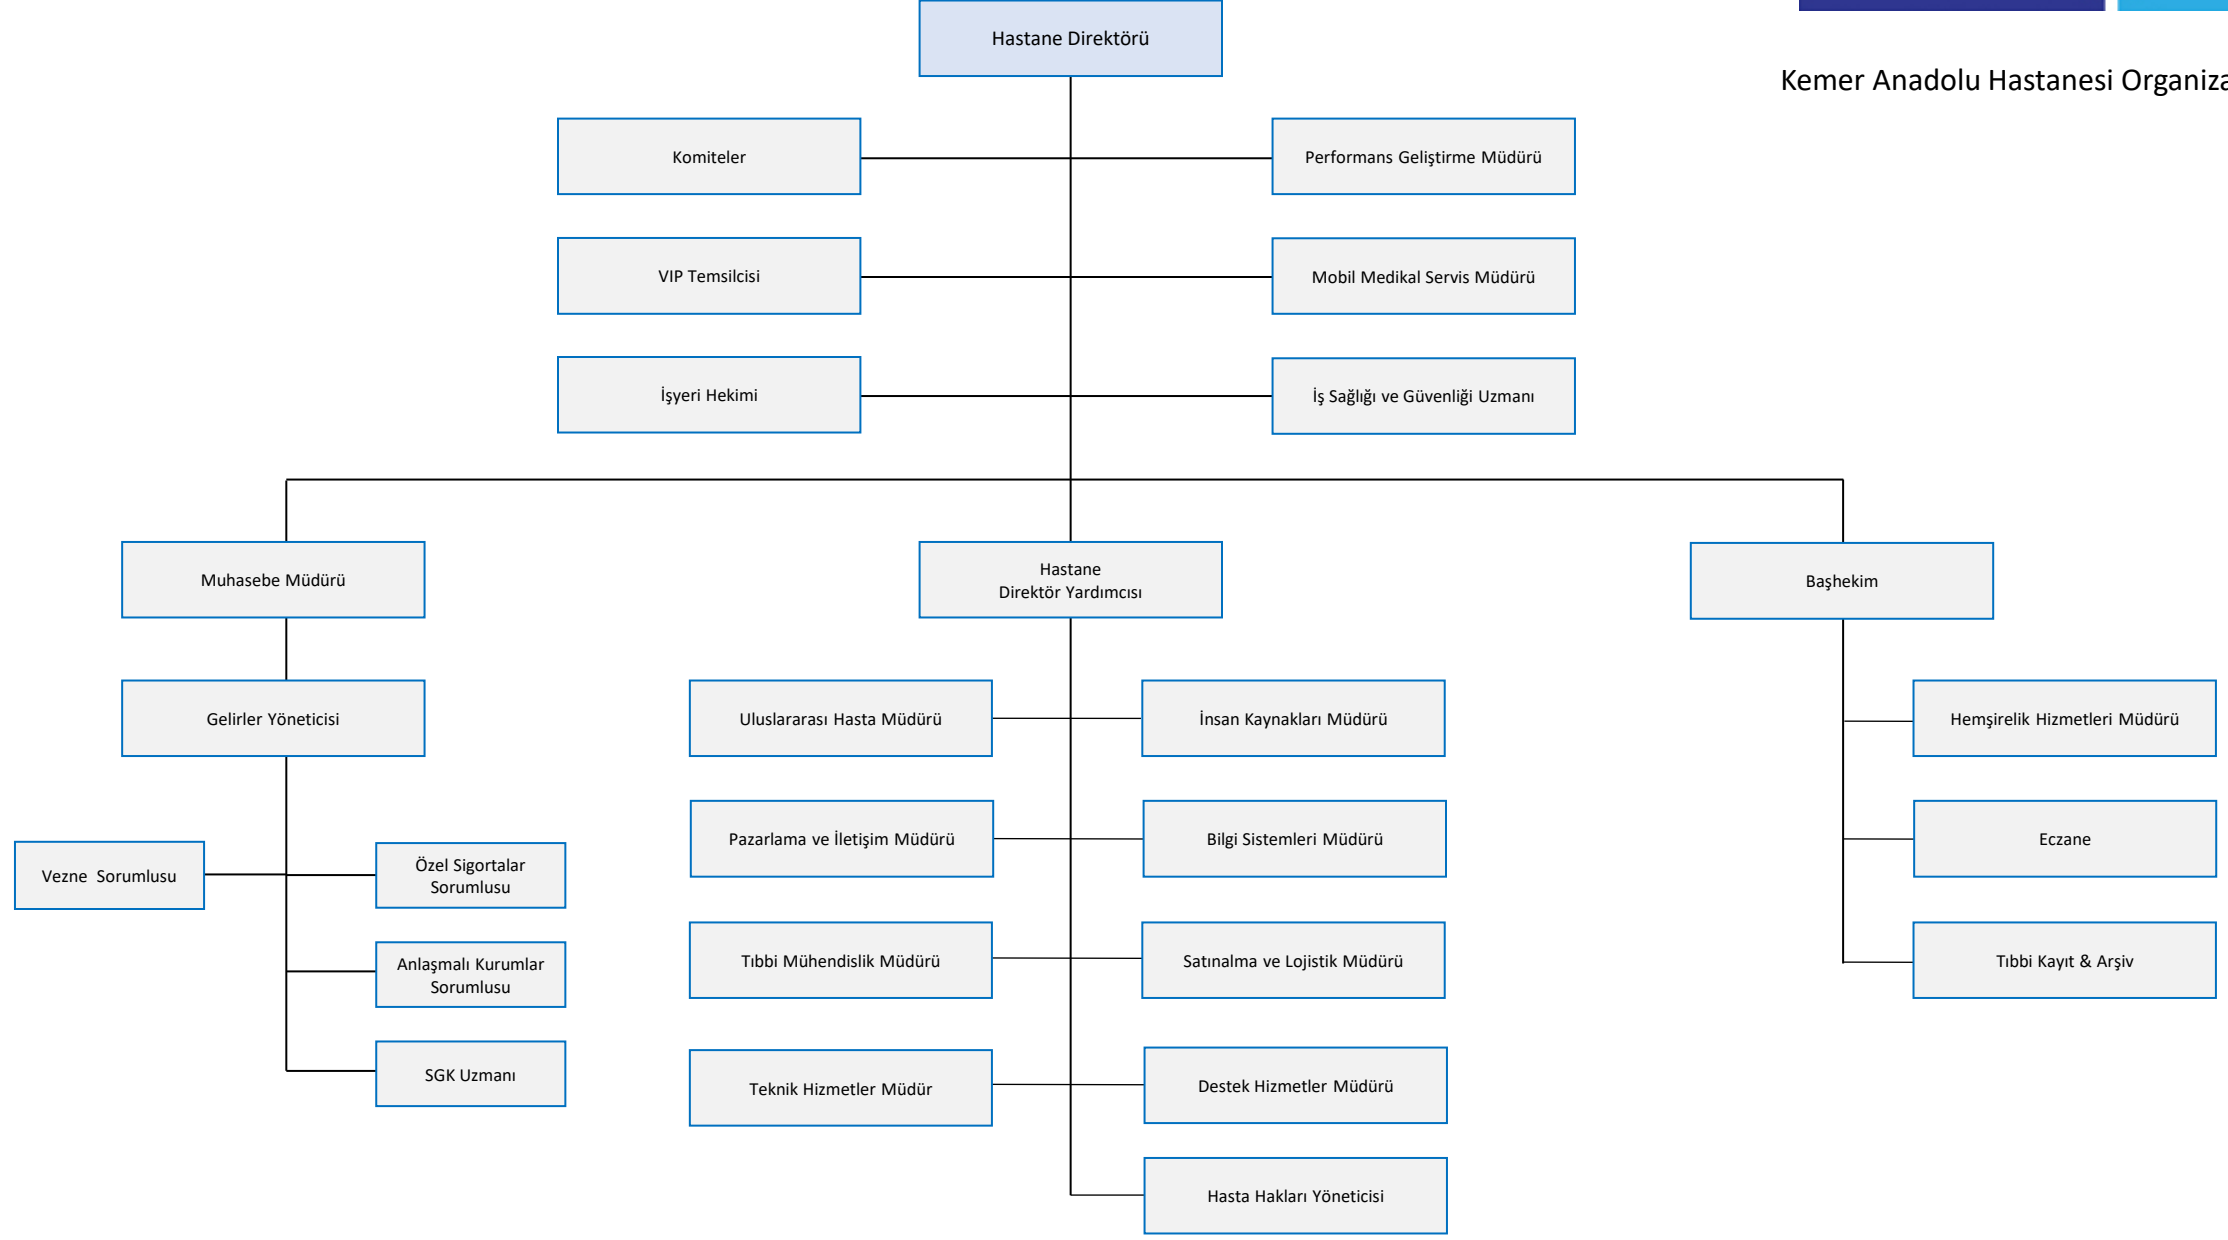 Hastane Direktörü
Kemer Anadolu Hastanesi Organiza
Komiteler
Performans Geliştirme Müdürü
VIP Temsilcisi
Mobil Medikal Servis Müdürü
İşyeri Hekimi
İş Sağlığı ve Güvenliği Uzmanı
Muhasebe Müdürü
Hastane
Direktör Yardımcısı
Başhekim
Gelirler Yöneticisi
Uluslararası Hasta Müdürü
İnsan Kaynakları Müdürü
Hemşirelik Hizmetleri Müdürü
Pazarlama ve İletişim Müdürü
Bilgi Sistemleri Müdürü
Eczane
Vezne  Sorumlusu
Özel Sigortalar
Sorumlusu
Tıbbi Mühendislik Müdürü
Satınalma ve Lojistik Müdürü
Tıbbi Kayıt & Arşiv
Anlaşmalı Kurumlar
Sorumlusu
SGK Uzmanı
Teknik Hizmetler Müdür
Destek Hizmetler Müdürü
Hasta Hakları Yöneticisi